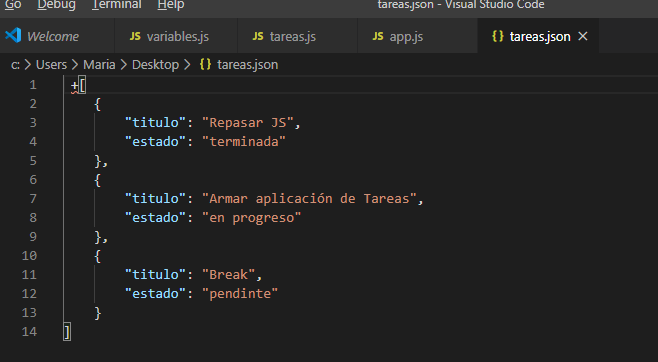 Go Debug Terminal Help tareas.json - Visual Studio Code
Welcome JS variables.js JS tareas.js JS app.js {} tareas.json ×
c: > Users > Maria > Desktop > {} tareas.json
1 +[
2 {
3 "titulo": "Repasar JS",
4 "estado": "terminada"
5 },
6 {
7 "titulo": "Armar aplicación de Tareas",
8 "estado": "en progreso"
9 },
10 {
11 "titulo": "Break",
12 "estado": "pendinte"
13 }
14 ]